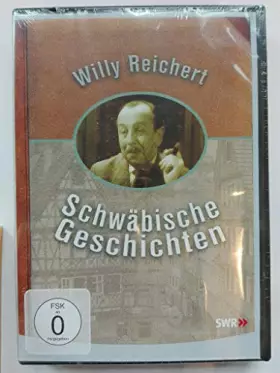 Willy Reichert
Schwäbische
Geschichten
FSK
0
SWR